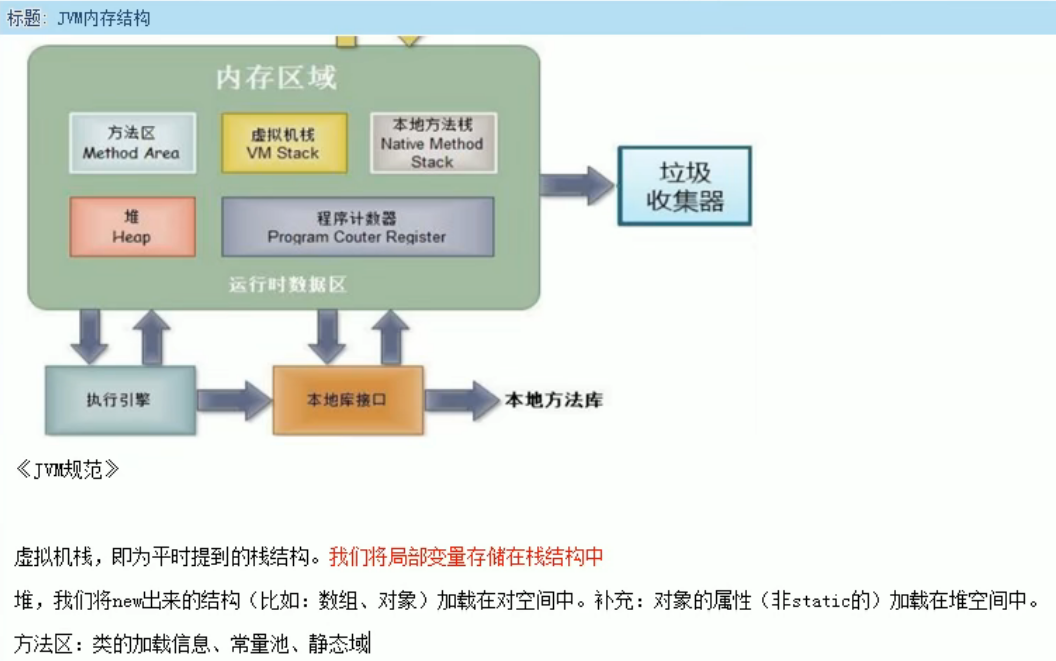 标题: JVM内存结构
内存区域
方法区
Method Area
虚拟机栈
VM Stack
本地方法栈
Native Method
Stack
堆
Heap
程序计数器
Program Couter Register
运行时数据区
垃圾
收集器
执行引擎
本地库接口
本地方法库
《JVM规范》
虚拟机栈，即为平时提到的栈结构。我们将局部变量存储在栈结构中
堆，我们将new出来的结构（比如：数组、对象）加载在对空间中。补充：对象的属性（非static的）加载在堆空间中。
方法区：类的加载信息、常量池、静态域